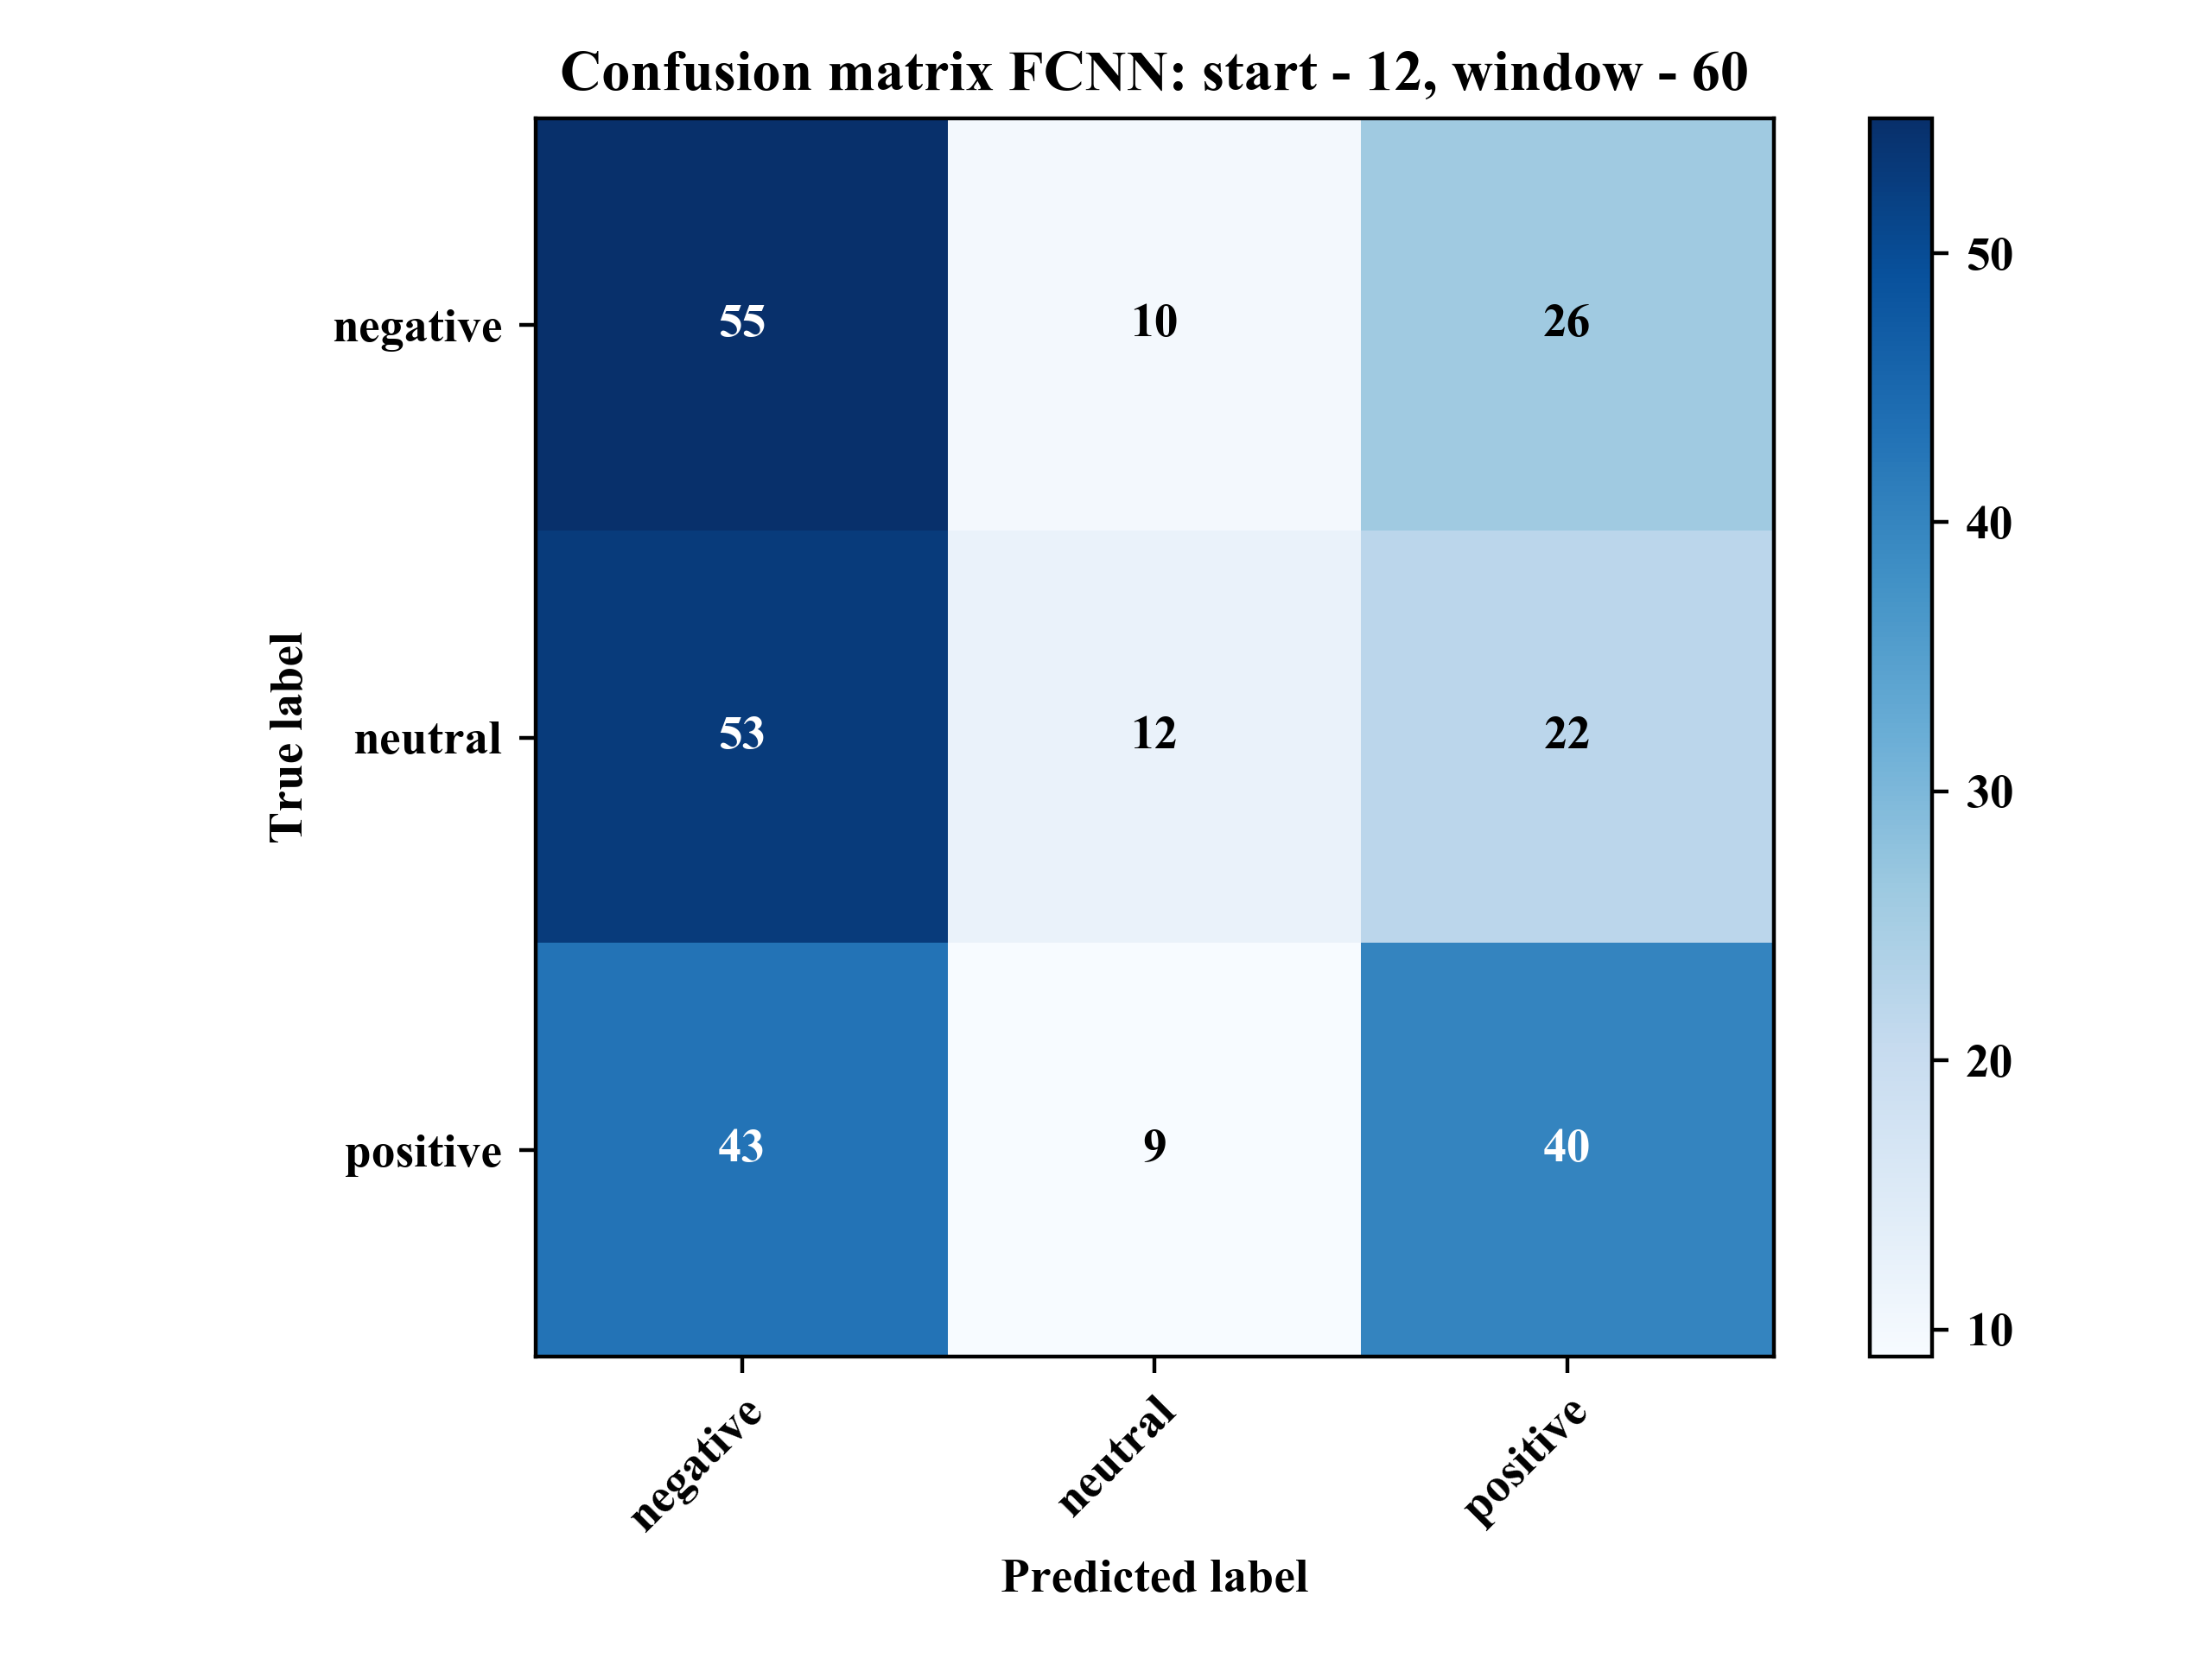 Confusion matrix FCNN: start - 12, window - 60
True label
negative
neutral
positive
55 10 26
53 12 22
43 9 40
negative
neutral
positive
Predicted label
50
40
30
20
10